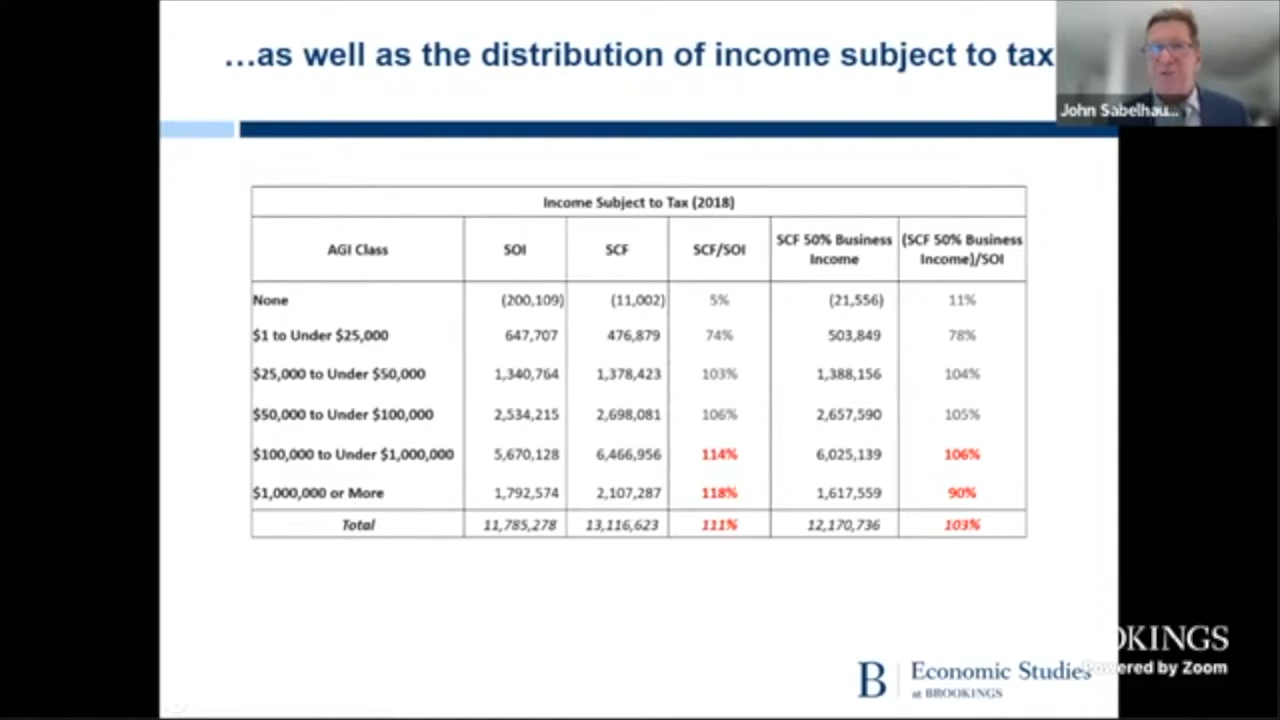 ...as well as the distribution of income subject to tax
John Sabelhau...
Income Subject to Tax (2018)
AGI Class SOI SCF SCF/SOI SCF 50% Business Income (SCF 50% Business Income)/SOI
None (200,109) (11,002) 5% (21,556) 11%
$1 to Under $25,000 647,707 476,879 74% 503,849 78%
$25,000 to Under $50,000 1,340,764 1,378,423 103% 1,388,156 104%
$50,000 to Under $100,000 2,534,215 2,698,081 106% 2,657,590 105%
$100,000 to Under $1,000,000 5,670,128 6,466,956 114% 6,025,139 106%
$1,000,000 or More 1,792,574 2,107,287 118% 1,617,559 90%
Total 11,785,278 13,116,623 111% 12,170,736 103%
OKINGS
Powered by Zoom
B Economic Studies
at BROOKINGS